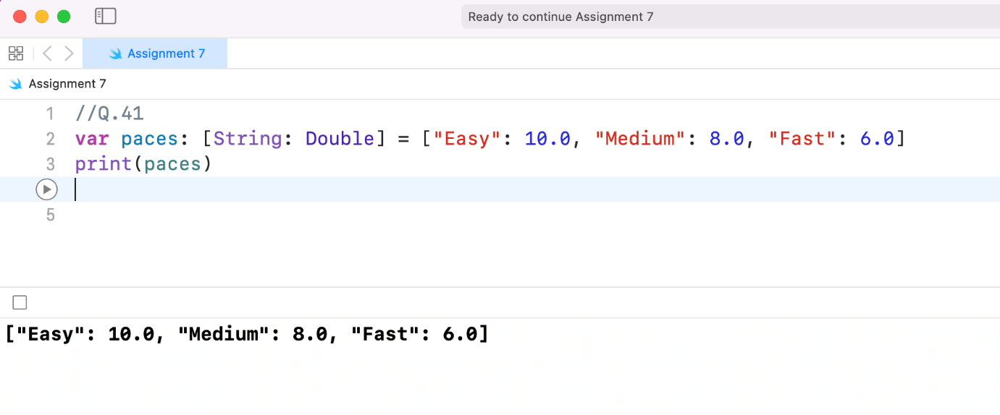 Ready to continue Assignment 7
Assignment 7
Assignment 7
1 //Q.41
2 var paces: [String: Double] = ["Easy": 10.0, "Medium": 8.0, "Fast": 6.0]
3 print(paces)
5
["Easy": 10.0, "Medium": 8.0, "Fast": 6.0]